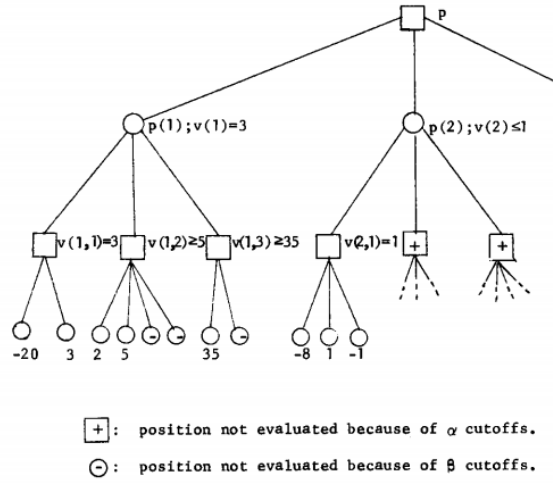 p
p(1);v(1)=3
p(2);v(2)≤1
v(1,1)=3
v(1,2)≥5
v(1,3)≥35
v(2,1)=1
+
+
-
-
-
-20
3
2
5
35
-8
1
-1
+ : position not evaluated because of α cutoffs.
- : position not evaluated because of β cutoffs.